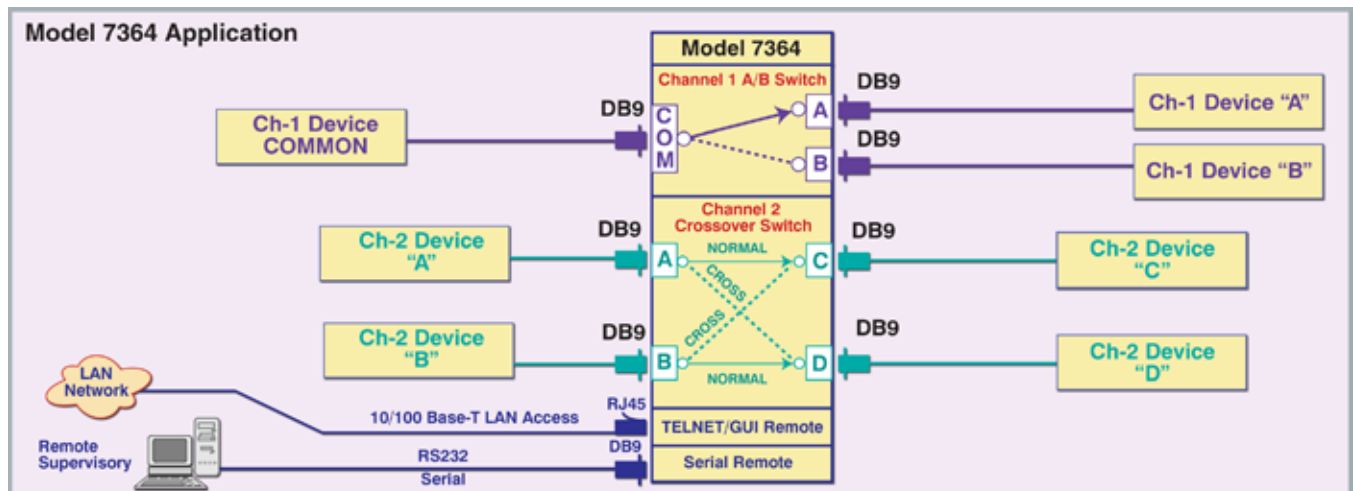 Model 7364 Application
Model 7364
Channel 1 A/B Switch
DB9
DB9
Ch-1 Device
COMMON
COM
A
Ch-1 Device “A”
DB9
B
Ch-1 Device “B”
Channel 2
Crossover Switch
Ch-2 Device
“A”
DB9
A
NORMAL
C
DB9
Ch-2 Device
“C”
CROSS
CROSS
Ch-2 Device
“B”
DB9
B
NORMAL
D
DB9
Ch-2 Device
“D”
LAN
Network
10/100 Base-T LAN Access
RJ45
TELNET/GUI Remote
Remote
Supervisory
RS232
Serial
DB9
Serial Remote